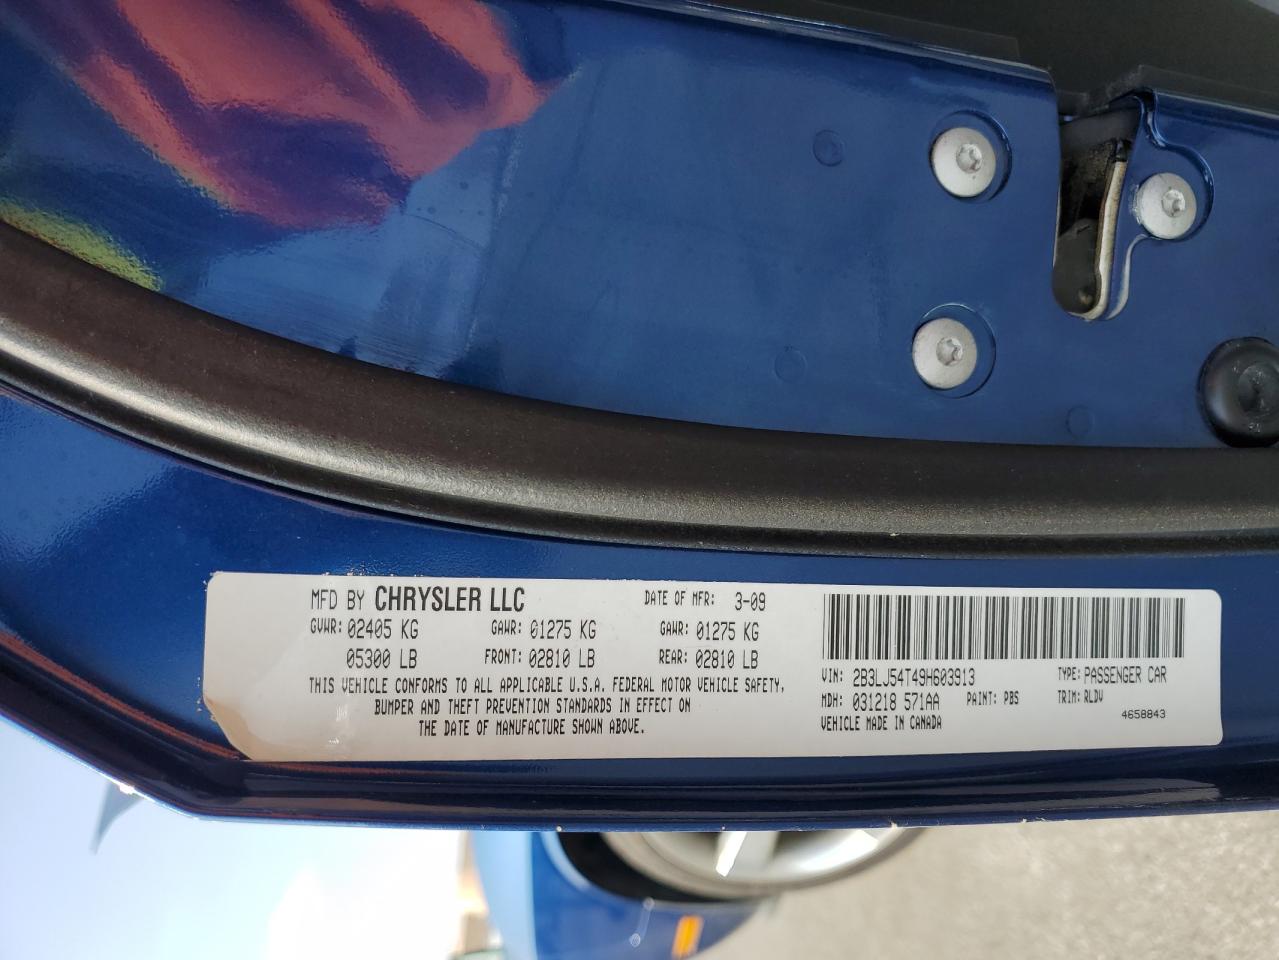 MFD BY CHRYSLER LLC DATE OF MFR: 3-09
GVWR: 02405 KG GAWR: 01275 KG GAWR: 01275 KG
05300 LB FRONT: 02810 LB REAR: 02810 LB
THIS VEHICLE CONFORMS TO ALL APPLICABLE U.S.A. FEDERAL MOTOR VEHICLE SAFETY,
BUMPER AND THEFT PREVENTION STANDARDS IN EFFECT ON
THE DATE OF MANUFACTURE SHOWN ABOVE.
VIN: 2B3LJ54T49H603913 TYPE: PASSENGER CAR
MDH: 031218 571AA PAINT: PBS TRIM: RLDV
VEHICLE MADE IN CANADA 4658843